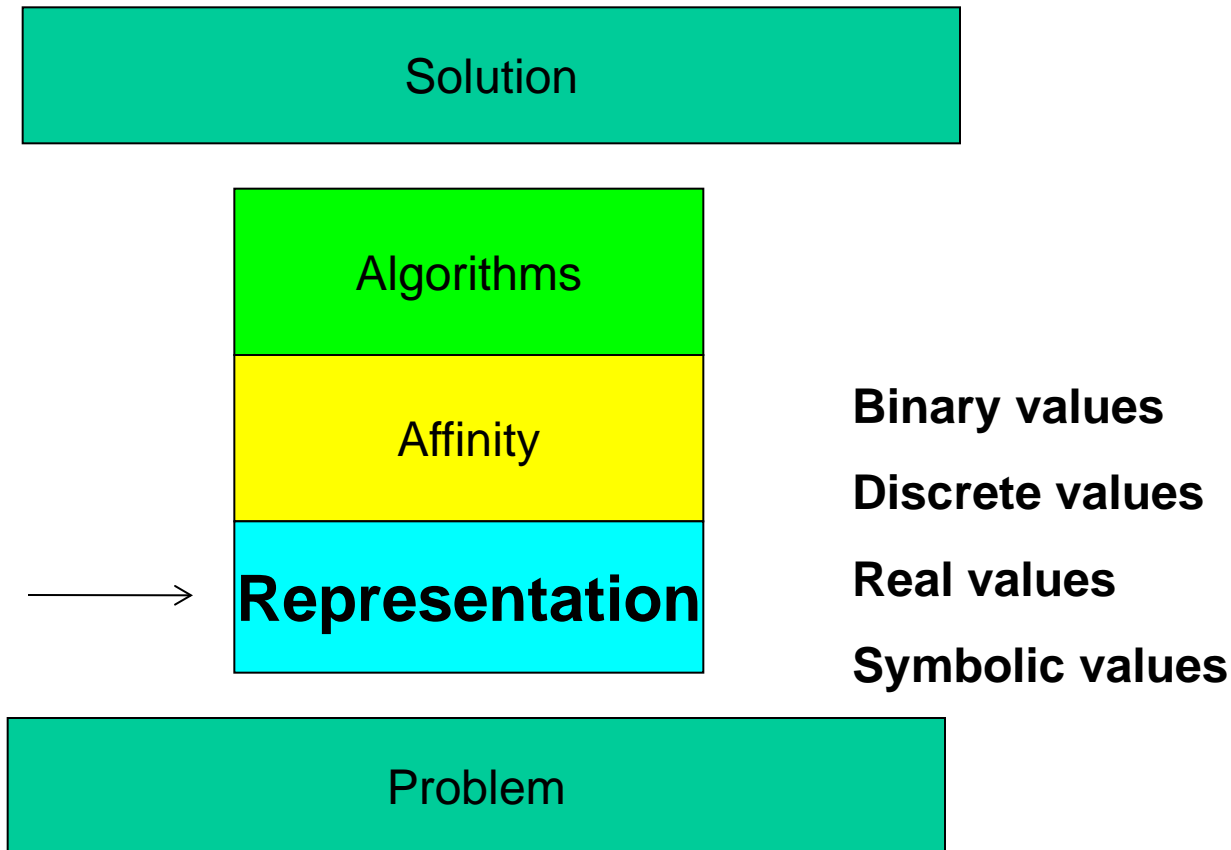 Solution
Algorithms
Affinity
Representation
Binary values
Discrete values
Real values
Symbolic values
Problem